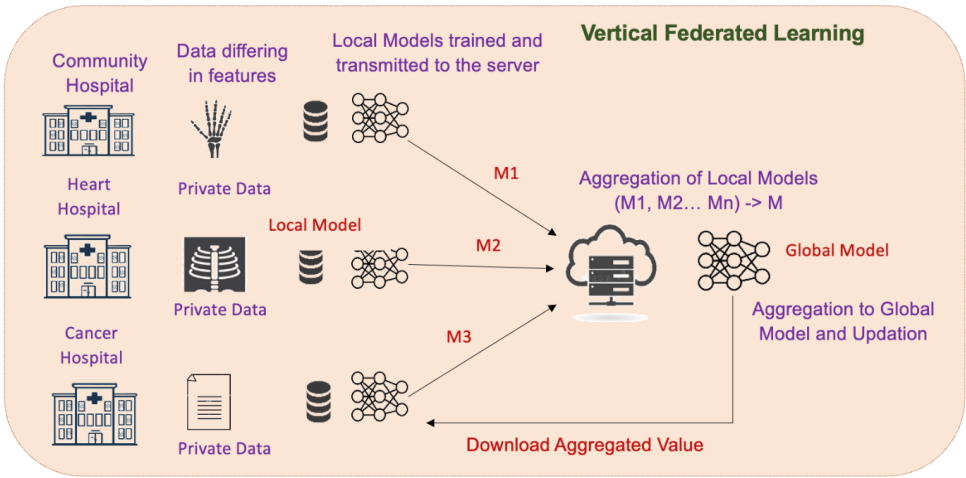 Vertical Federated Learning
Community
Hospital
Data differing
in features
Local Models trained and
transmitted to the server
Heart
Hospital
Private Data
M1
Aggregation of Local Models
(M1, M2... Mn) -> M
Local Model
M2
Global Model
Private Data
Aggregation to Global
Model and Updation
Cancer
Hospital
M3
Private Data
Download Aggregated Value